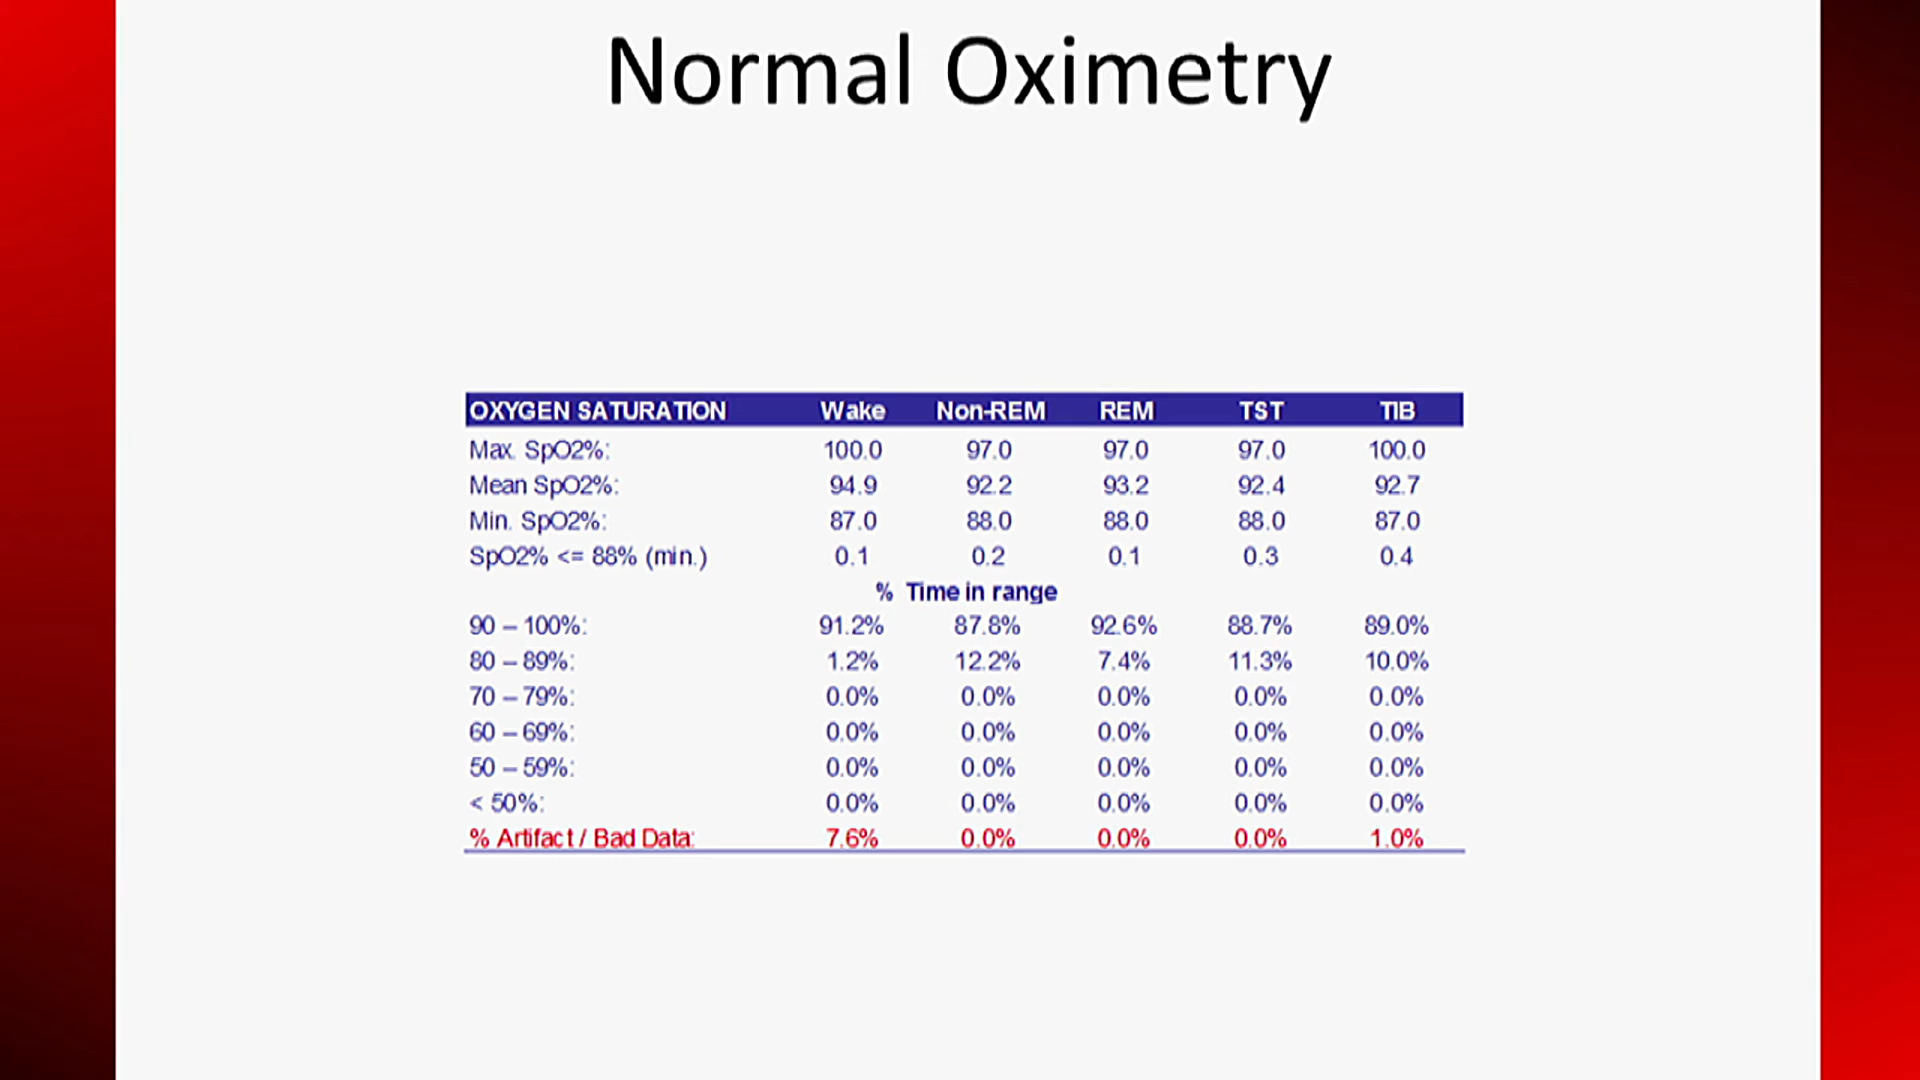 Normal Oximetry
OXYGEN SATURATION Wake Non-REM REM TST TIB
Max. SpO2%: 100.0 97.0 97.0 97.0 100.0
Mean SpO2%: 94.9 92.2 93.2 92.4 92.7
Min. SpO2%: 87.0 88.0 88.0 88.0 87.0
SpO2% <= 88% (min.) 0.1 0.2 0.1 0.3 0.4
% Time in range
90 – 100%: 91.2% 87.8% 92.6% 88.7% 89.0%
80 – 89%: 1.2% 12.2% 7.4% 11.3% 10.0%
70 – 79%: 0.0% 0.0% 0.0% 0.0% 0.0%
60 – 69%: 0.0% 0.0% 0.0% 0.0% 0.0%
50 – 59%: 0.0% 0.0% 0.0% 0.0% 0.0%
< 50%: 0.0% 0.0% 0.0% 0.0% 0.0%
% Artifact / Bad Data: 7.6% 0.0% 0.0% 0.0% 1.0%